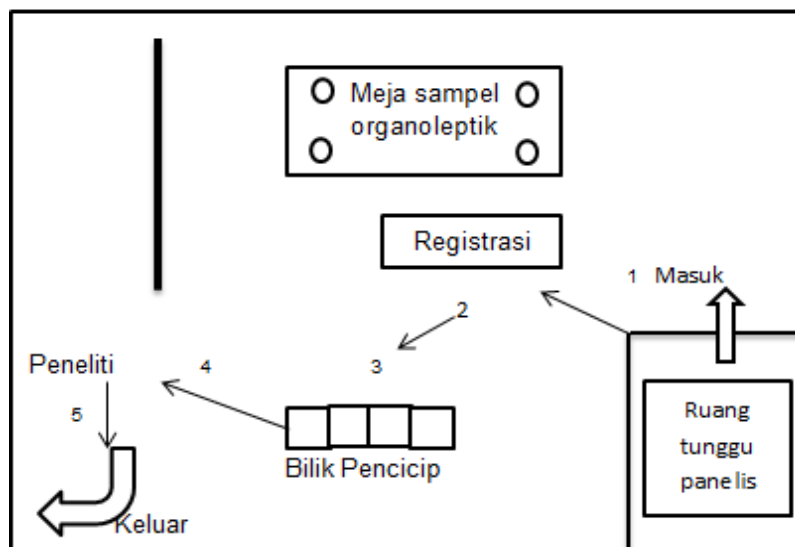 Meja sampel
organoleptik
Registrasi
1 Masuk
2
Peneliti
4
3
5
Ruang
tunggu
panelis
Bilik Pencicip
Keluar